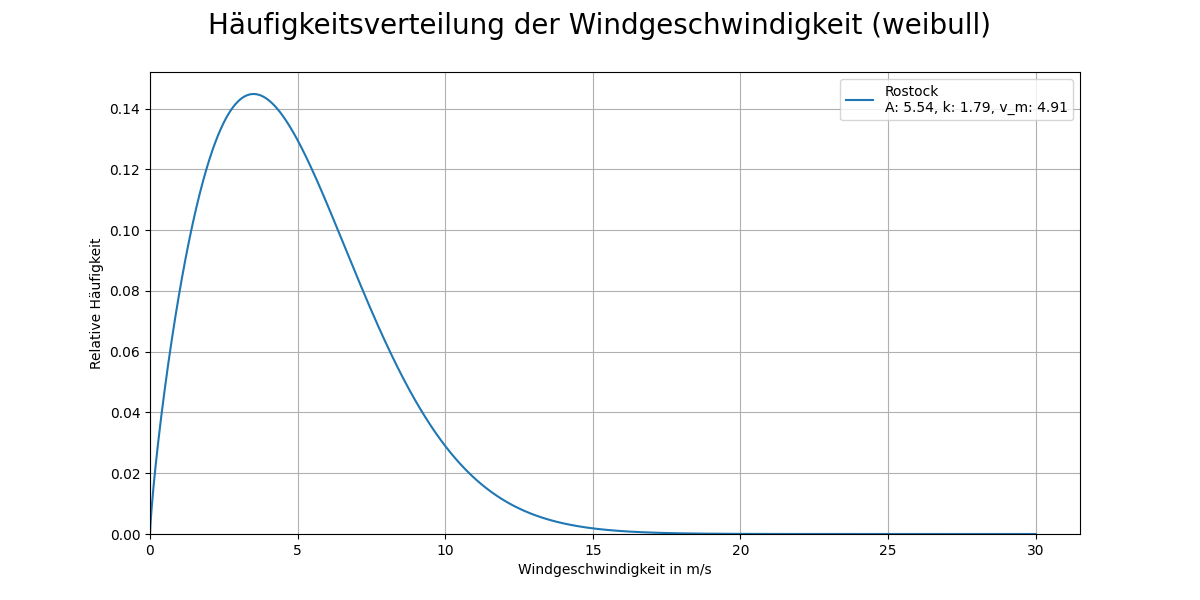 Häufigkeitsverteilung der Windgeschwindigkeit (weibull)
Rostock
A: 5.54, k: 1.79, v_m: 4.91
Relative Häufigkeit
0.14
0.12
0.10
0.08
0.06
0.04
0.02
0.00
0 5 10 15 20 25 30
Windgeschwindigkeit in m/s